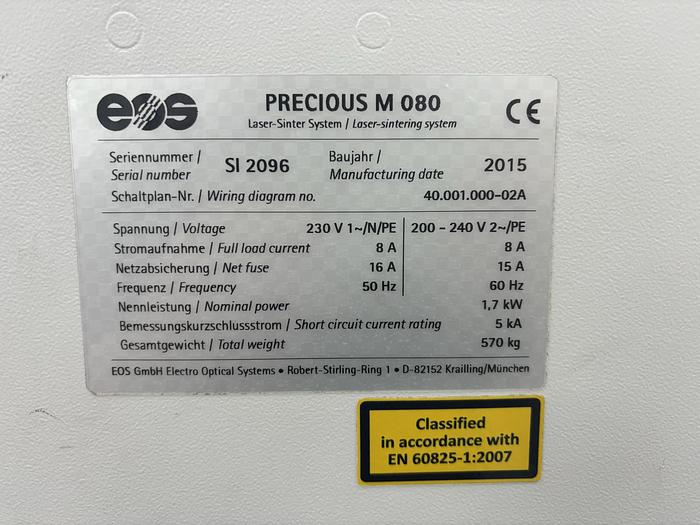 eos
PRECIOUS M 080
CE
Laser-Sinter System / Laser-sintering system
Seriennummer / Serial number SI 2096 Baujahr / Manufacturing date 2015
Schaltplan-Nr. / Wiring diagram no. 40.001.000-02A
Spannung / Voltage 230 V 1~/N/PE 200 - 240 V 2~/PE
Stromaufnahme / Full load current 8 A 8 A
Netzabsicherung / Net fuse 16 A 15 A
Frequenz / Frequency 50 Hz 60 Hz
Nennleistung / Nominal power 1,7 kW
Bemessungskurzschlussstrom / Short circuit current rating 5 kA
Gesamtgewicht / Total weight 570 kg
EOS GmbH Electro Optical Systems • Robert-Stirling-Ring 1 • D-82152 Krailling/München
Classified
in accordance with
EN 60825-1:2007